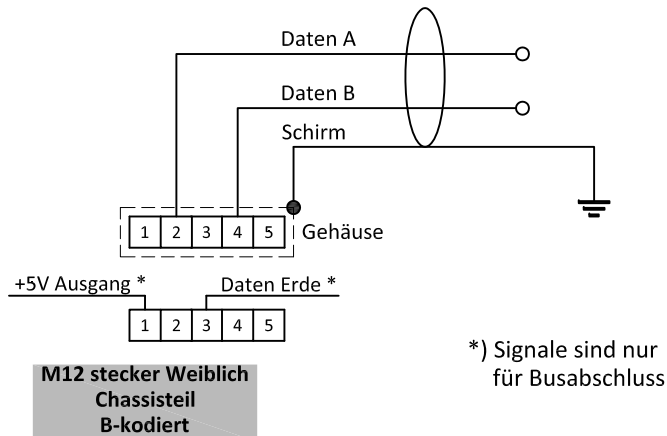 Daten A
Daten B
Schirm
1 2 3 4 5
Gehäuse
+5V Ausgang *
Daten Erde *
1 2 3 4 5
*) Signale sind nur
für Busabschluss
M12 stecker Weiblich
Chassisteil
B-kodiert